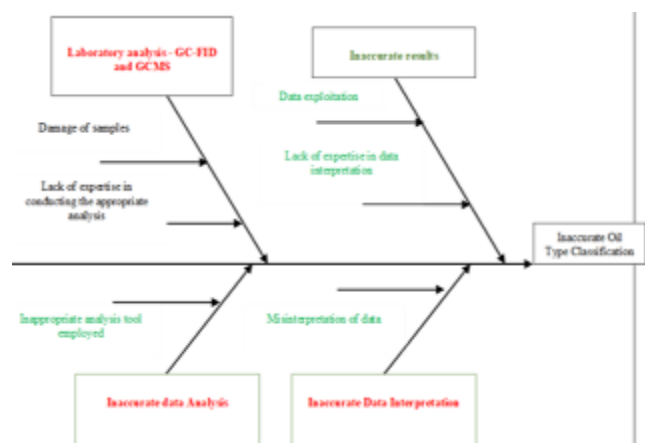 Laboratory analysis - GC-FID
and GCMS
Inaccurate results
Data exploitation
Damage of samples
Lack of expertise in data
interpretation
Lack of expertise in
conducting the appropriate
analysis
Inaccurate Oil
Type Classification
Inappropriate analysis tool
employed
Misinterpretation of data
Inaccurate data Analysis
Inaccurate Data Interpretation